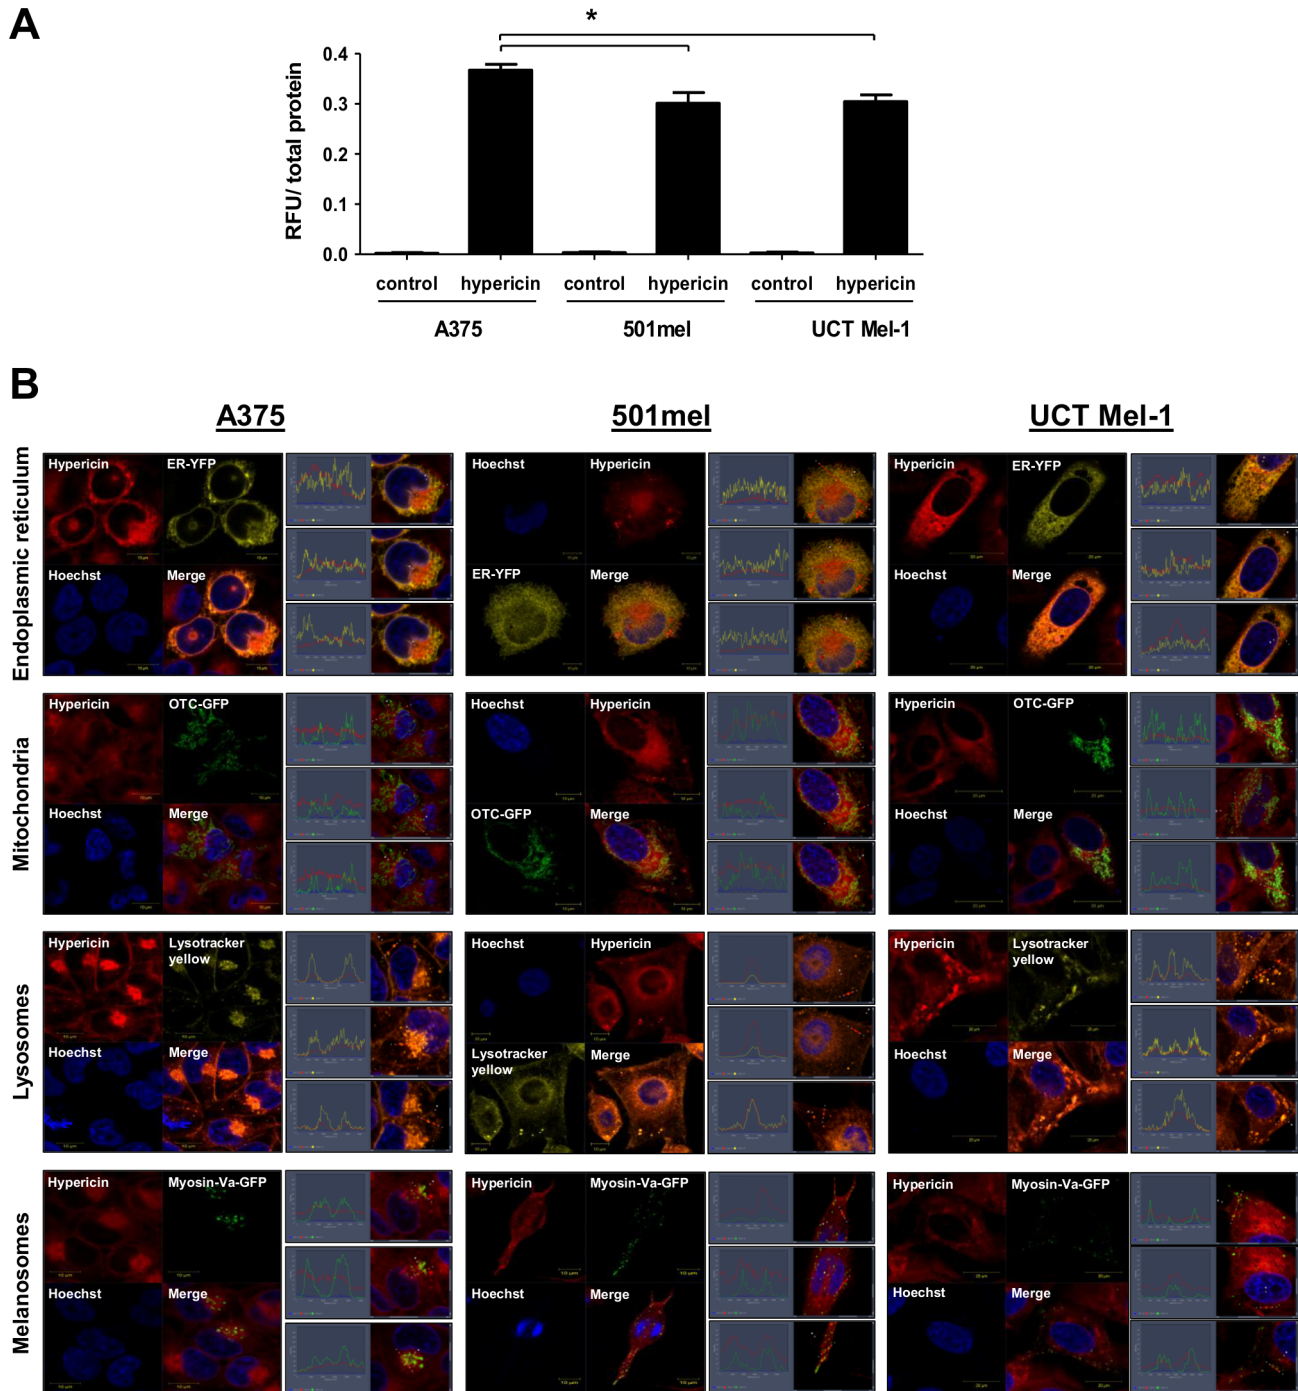 A
*
0.4
0.3
0.2
0.1
0.0
RFU/ total protein
control hypericin control hypericin control hypericin
A375 501mel UCT Mel-1
B
A375 501mel UCT Mel-1
Endoplasmic reticulum
Hypericin ER-YFP
Hoechst Merge
Hoechst Hypericin
ER-YFP Merge
Hypericin ER-YFP
Hoechst Merge
Mitochondria
Hypericin OTC-GFP
Hoechst Merge
Hoechst Hypericin
OTC-GFP Merge
Hypericin OTC-GFP
Hoechst Merge
Lysosomes
Hypericin Lysotracker
yellow
Hoechst Merge
Hoechst Hypericin
Lysotracker Merge
yellow
Hypericin Lysotracker
yellow
Hoechst Merge
Melanosomes
Hypericin Myosin-Va-GFP
Hoechst Merge
Hypericin Myosin-Va-GFP
Hoechst Merge
Hypericin Myosin-Va-GFP
Hoechst Merge